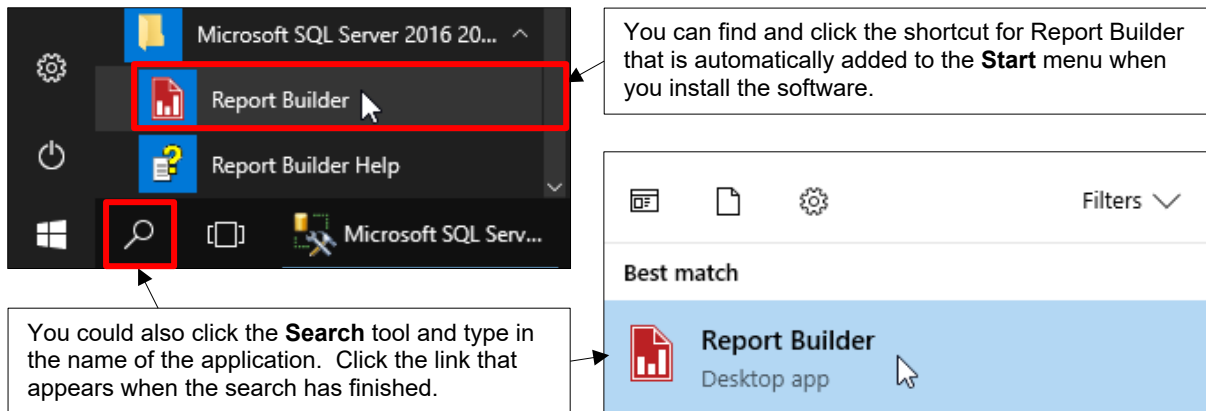 Microsoft SQL Server 2016 20...
Report Builder
Report Builder Help
Microsoft SQL Serv...
You can find and click the shortcut for Report Builder
that is automatically added to the Start menu when
you install the software.
You could also click the Search tool and type in
the name of the application.  Click the link that
appears when the search has finished.
Filters
Best match
Report Builder
Desktop app